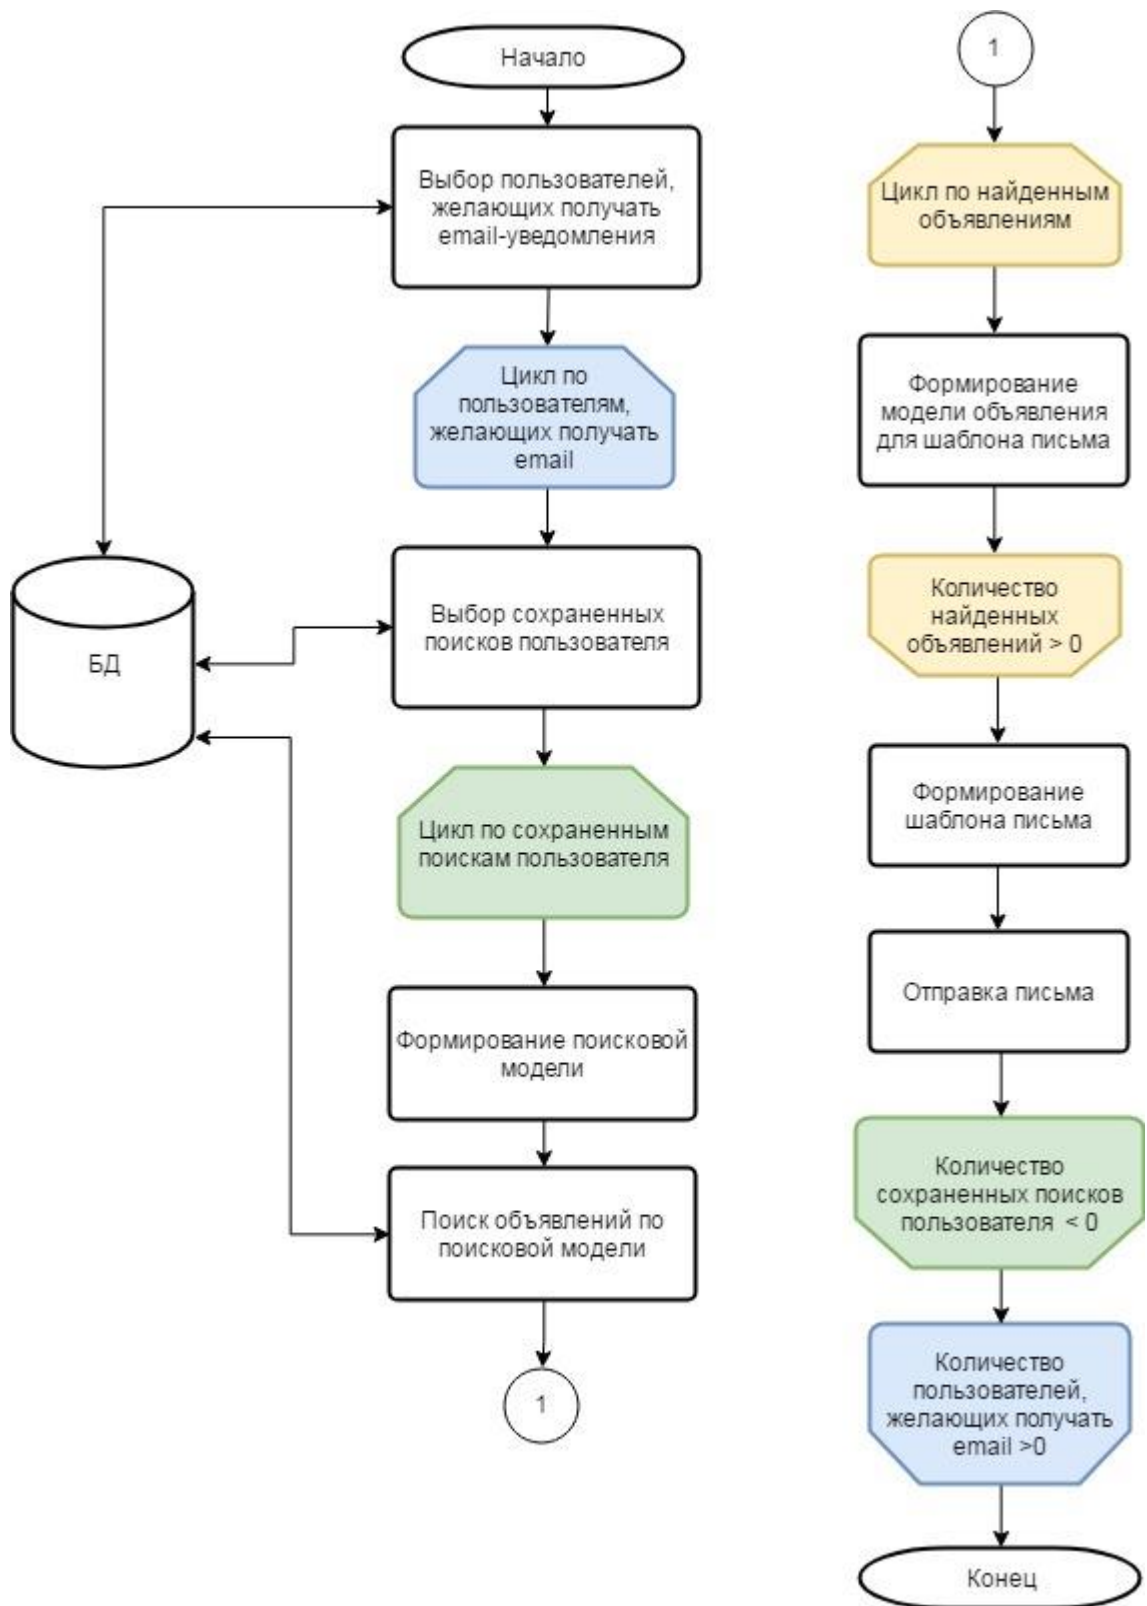 Начало
Выбор пользователей,
желающих получать
email-уведомления
Цикл по
пользователям,
желающих получать
email
БД
Выбор сохраненных
поисков пользователя
Цикл по сохраненным
поискам пользователя
Формирование поисковой
модели
Поиск объявлений по
поисковой модели
1
1
Цикл по найденным
объявлениям
Формирование
модели объявления
для шаблона письма
Количество
найденных
объявлений > 0
Формирование
шаблона письма
Отправка письма
Количество
сохраненных поисков
пользователя < 0
Количество
пользователей,
желающих получать
email >0
Конец